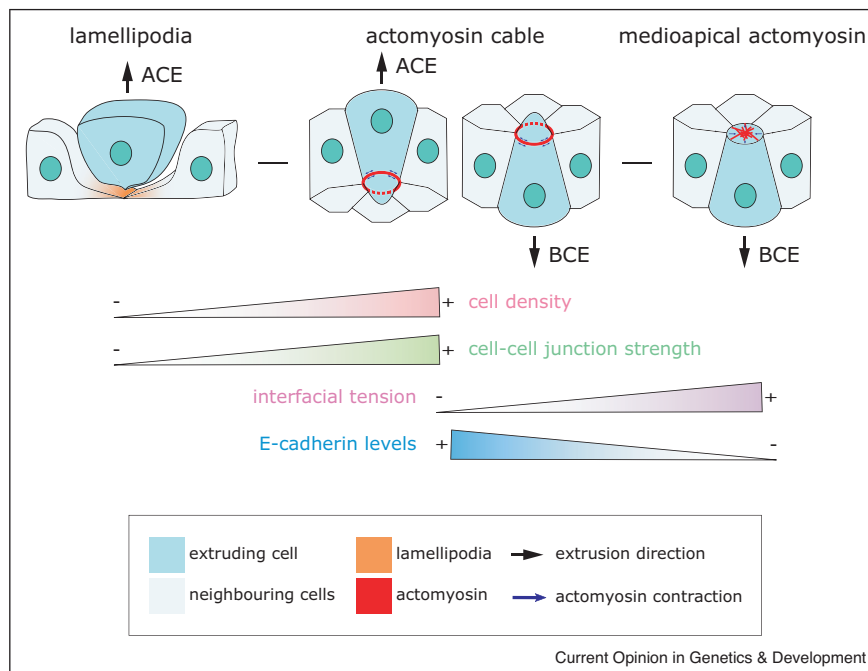 lamellipodia actomyosin cable medioapical actomyosin
ACE ACE
BCE BCE
- + cell density
- + cell-cell junction strength
interfacial tension - +
E-cadherin levels + -
extruding cell lamellipodia extrusion direction
neighbouring cells actomyosin actomyosin contraction
Current Opinion in Genetics & Development